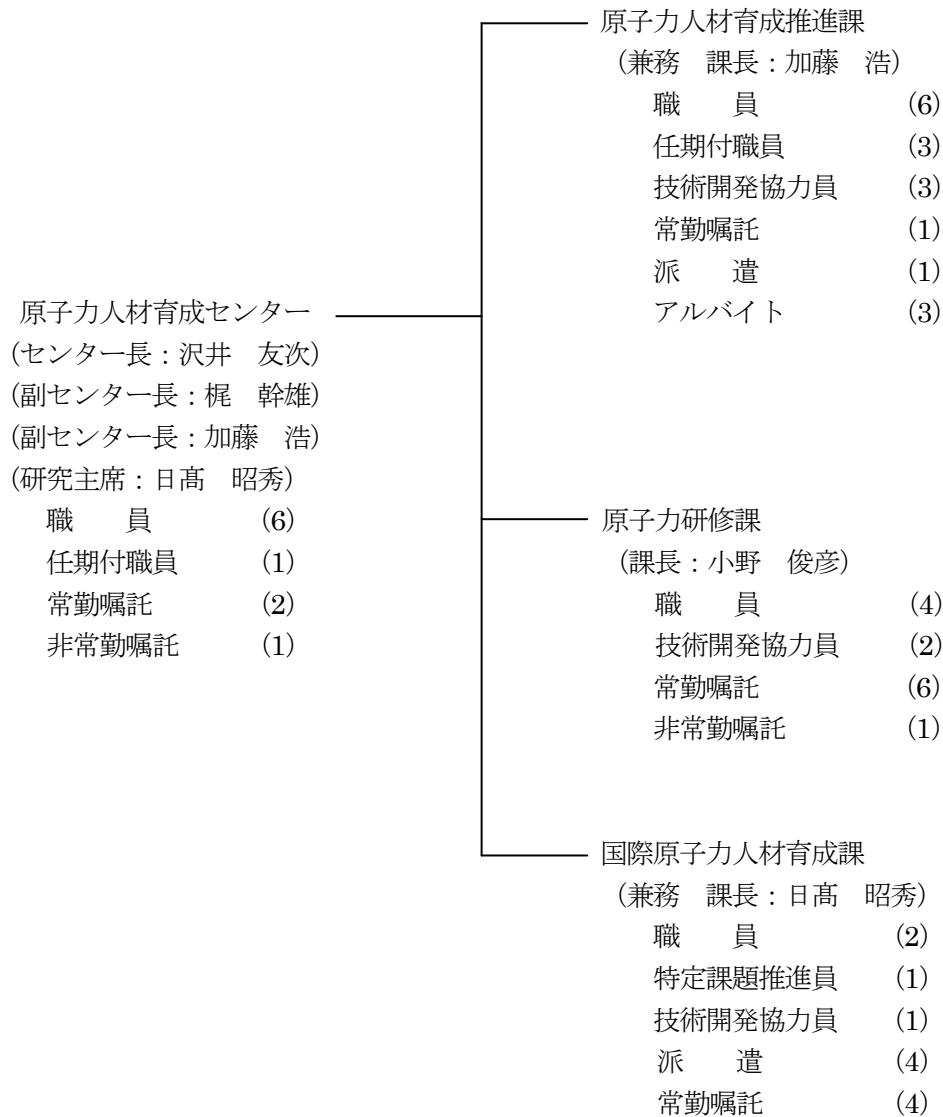 原子力人材育成センター
(センター長:沢井 友次)
(副センター長:梶 幹雄)
(副センター長:加藤 浩)
(研究主席:日髙 昭秀)
職  員 (6)
任期付職員 (1)
常勤嘱託 (2)
非常勤嘱託 (1)
原子力人材育成推進課
(兼務 課長:加藤 浩)
職  員 (6)
任期付職員 (3)
技術開発協力員 (3)
常勤嘱託 (1)
派  遣 (1)
アルバイト (3)
原子力研修課
(課長:小野 俊彦)
職  員 (4)
技術開発協力員 (2)
常勤嘱託 (6)
非常勤嘱託 (1)
国際原子力人材育成課
(兼務 課長:日髙 昭秀)
職  員 (2)
特定課題推進員 (1)
技術開発協力員 (1)
派  遣 (4)
常勤嘱託 (4)